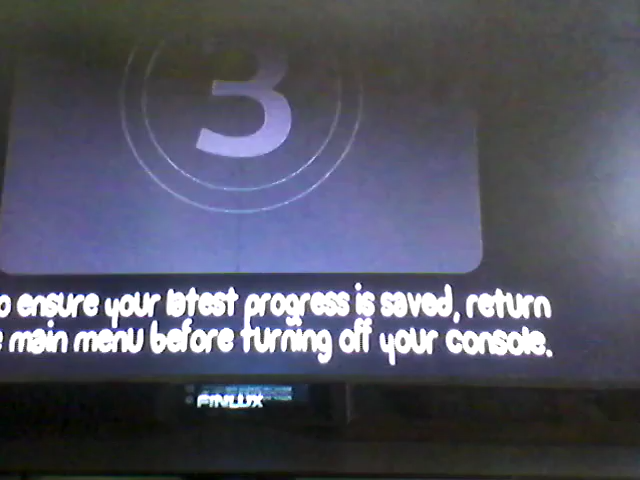 3
o ensure your latest progress is saved, return
e main menu before turning off your console.
FINLUX